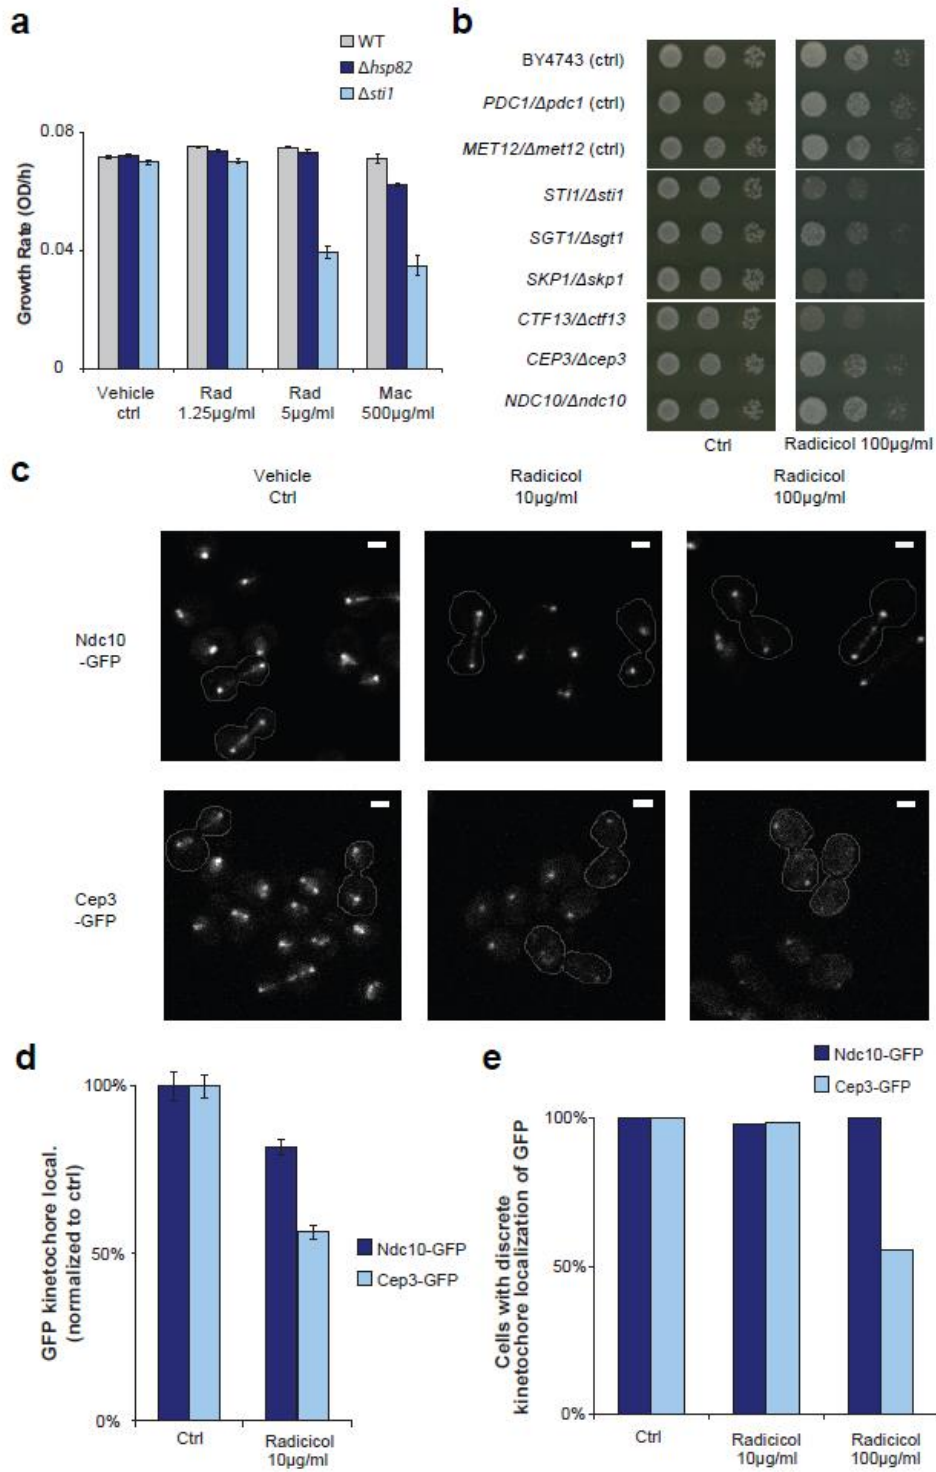 a
WT
Δhsp82
Δsti1
0.08
0.04
0
Growth Rate (OD/h)
Vehicle
ctrl
Rad
1.25µg/ml
Rad
5µg/ml
Mac
500µg/ml
b
BY4743 (ctrl)
PDC1/Δpdc1 (ctrl)
MET12/Δmet12 (ctrl)
STI1/Δsti1
SGT1/Δsgt1
SKP1/Δskp1
CTF13/Δctf13
CEP3/Δcep3
NDC10/Δndc10
Ctrl
Radicicol 100µg/ml
c
Vehicle
Ctrl
Radicicol
10µg/ml
Radicicol
100µg/ml
Ndc10
-GFP
Cep3
-GFP
d
100%
50%
0%
GFP kinetochore local.
(normalized to ctrl)
Ndc10-GFP
Cep3-GFP
Ctrl
Radicicol
10µg/ml
e
Ndc10-GFP
Cep3-GFP
100%
50%
0%
Cells with discrete
kinetochore localization of GFP
Ctrl
Radicicol
10µg/ml
Radicicol
100µg/ml